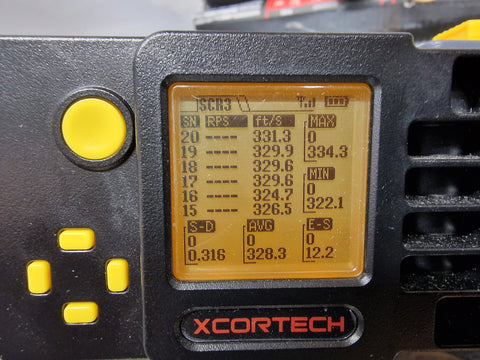 SCR3
SN RPS ft/s MAX
20 ---- 331.3 0
19 ---- 329.9 334.3
18 ---- 329.6 MIN
17 ---- 329.6 0
16 ---- 324.7 322.1
15 ---- 326.5
S-D AVG E-S
0 0 0
0.316 328.3 12.2
XCORTECH